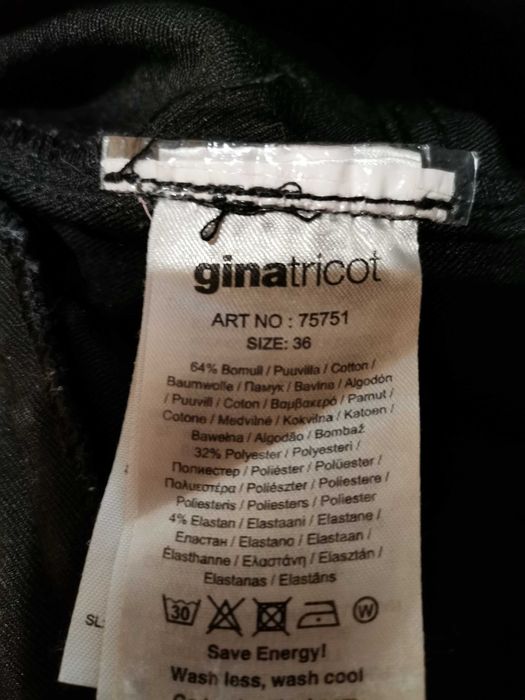 ginatricot
ART NO : 75751
SIZE: 36
64% Bomull / Puuvilla / Cotton /
Baumwolle / Памук / Bavlna / Algodón
/ Puuvill / Coton / Βαμβακερό / Pamut /
Cotone / Medvilnė / Kokvilna / Katoen /
Bawełna / Algodão / Bombaž
32% Polyester / Polyesteri /
Полиестер / Poliéster / Polüester /
Πολυεστέρα / Poliészter / Poliestere /
Poliesteris / Poliesters / Poliester
4% Elastan / Elastaani / Elastane /
Еластан / Elastano / Elastaan /
Élasthanne / Ελαστάνη / Elasztán /
Elastanas / Elastāns
30 W
Save Energy!
Wash less, wash cool
SL